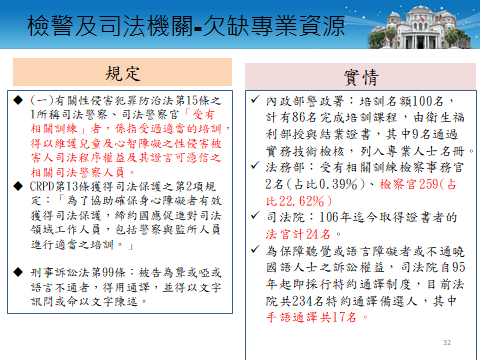 檢警及司法機關-欠缺專業資源
規定
◆ (一)有關性侵害犯罪防治法第15條之
1所稱司法警察、司法警察官「受有
相關訓練」者，係指受過適當的培訓，
得以維護兒童及心智障礙之性侵害被
害人司法程序權益及其證言可憑信之
相關司法警察人員。
◆ CRPD第13條獲得司法保護之第2項規
定：「為了協助確保身心障礙者有效
獲得司法保護，締約國應促進對司法
領域工作人員，包括警察與監所人員
進行適當之培訓。」
◆ 刑事訴訟法第99條：被告為聾或啞或
語言不通者，得用通譯，並得以文字
訊問或命以文字陳述。
實情
✓ 內政部警政署：培訓名額100名，
計有86名完成培訓課程，由衛生福
利部授與結業證書，其中9名通過
實務技術檢核，列入專業人士名冊。
✓ 法務部：受有相關訓練檢察事務官
2名(占比0.39%)、檢察官259(占
比22.62%)
✓ 司法院：106年迄今取得證書者的
法官計24名。
✓ 為保障聽覺或語言障礙者或不通曉
國語人士之訴訟權益，司法院自95
年起即採行特約通譯制度，目前法
院共234名特約通譯備選人，其中
手語通譯共17名。
32